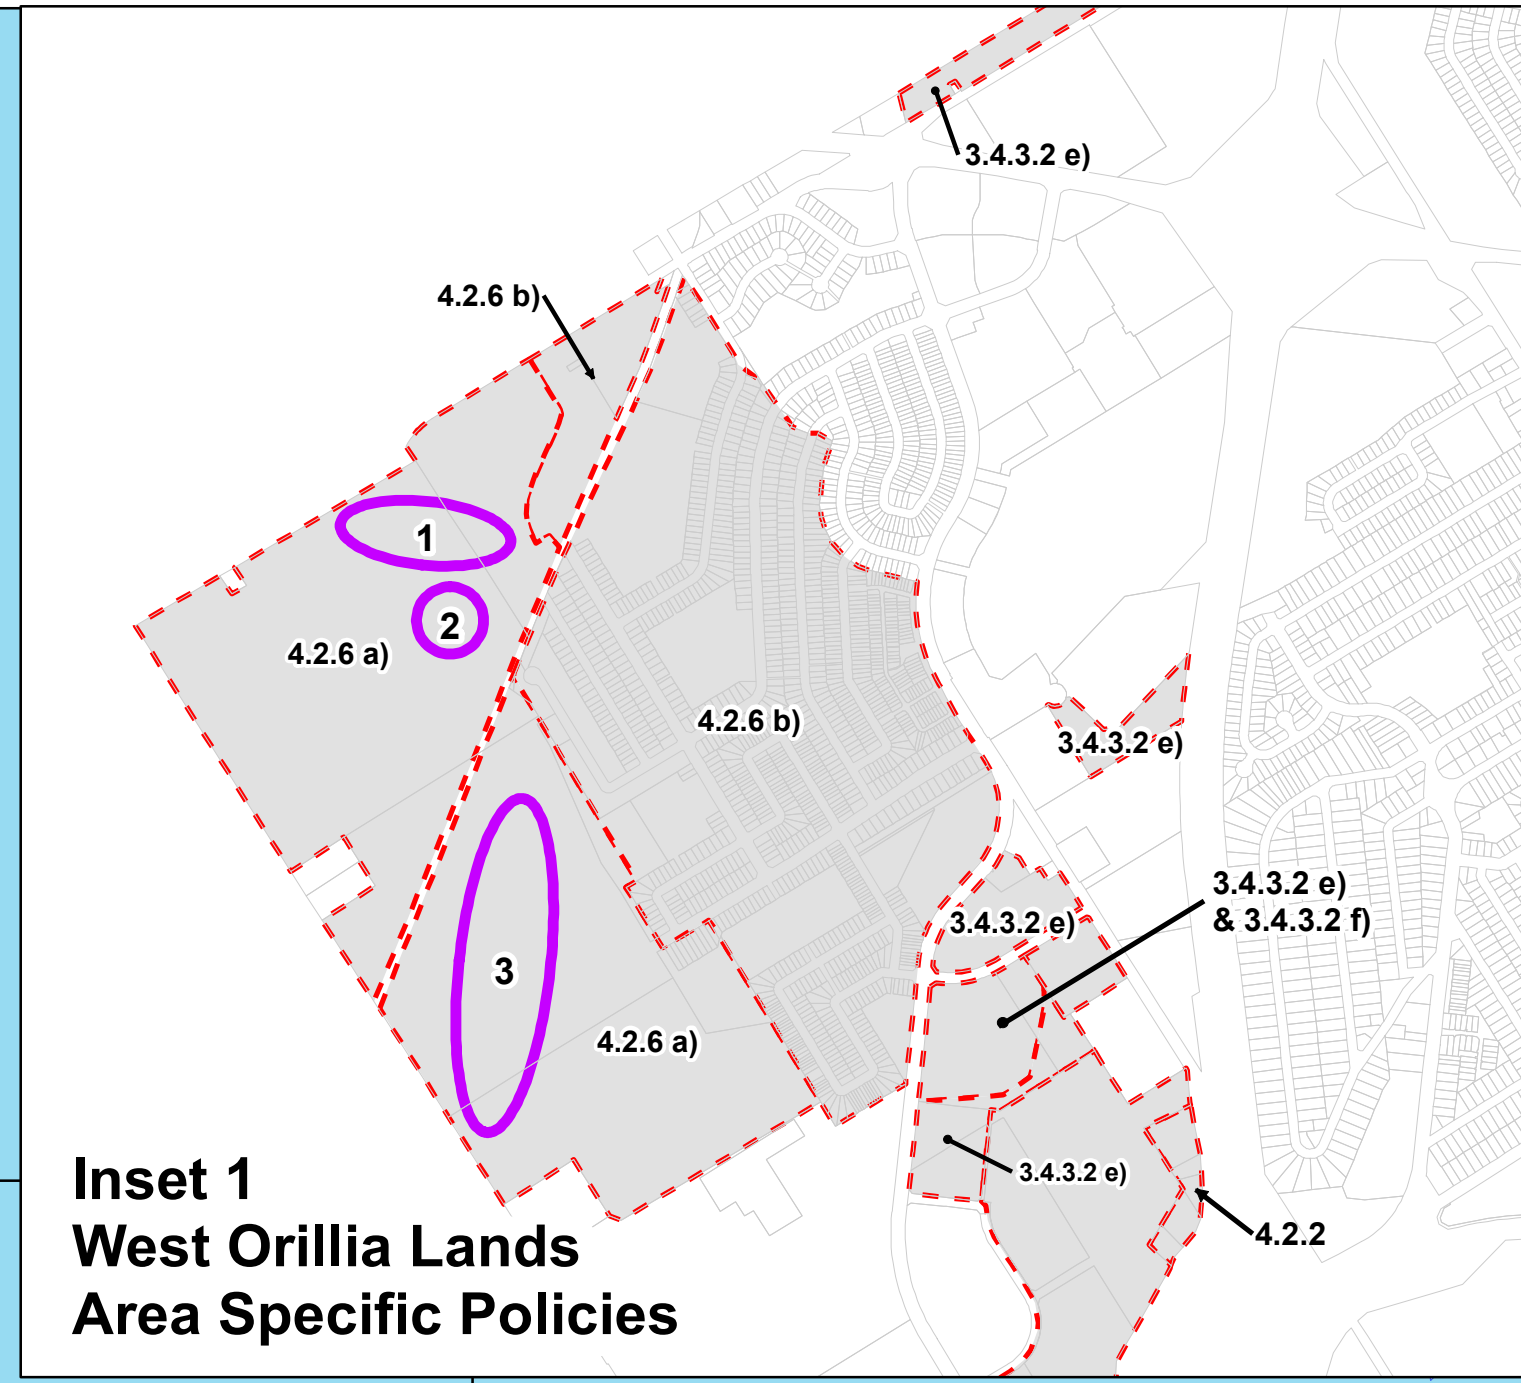 3.4.3.2 e)
4.2.6 b)
1
2
4.2.6 a)
4.2.6 b)
3.4.3.2 e)
3.4.3.2 e)
& 3.4.3.2 f)
3.4.3.2 e)
3
4.2.6 a)
3.4.3.2 e)
4.2.2
Inset 1
West Orillia Lands
Area Specific Policies